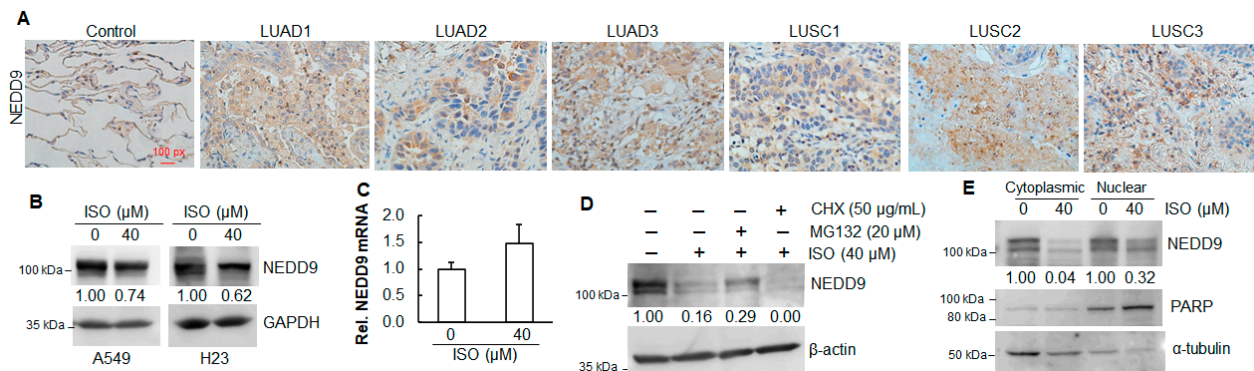 A
Control LUAD1 LUAD2 LUAD3 LUSC1 LUSC2 LUSC3
NEDD9
100 px
B
ISO (µM) ISO (µM)
0 40 0 40
100 kDa NEDD9
1.00 0.74 1.00 0.62
35 kDa GAPDH
A549 H23
C
Rel. NEDD9 mRNA
2.0
1.5
1.0
0.5
0.0
0 40
ISO (µM)
D
– – – + CHX (50 µg/mL)
– – + – MG132 (20 µM)
– + + + ISO (40 µM)
NEDD9
100 kDa
1.00 0.16 0.29 0.00
β-actin
35 kDa
E
Cytoplasmic Nuclear
0 40 0 40 ISO (µM)
NEDD9
100 kDa
1.00 0.04 1.00 0.32
100 kDa
PARP
80 kDa
50 kDa α-tubulin